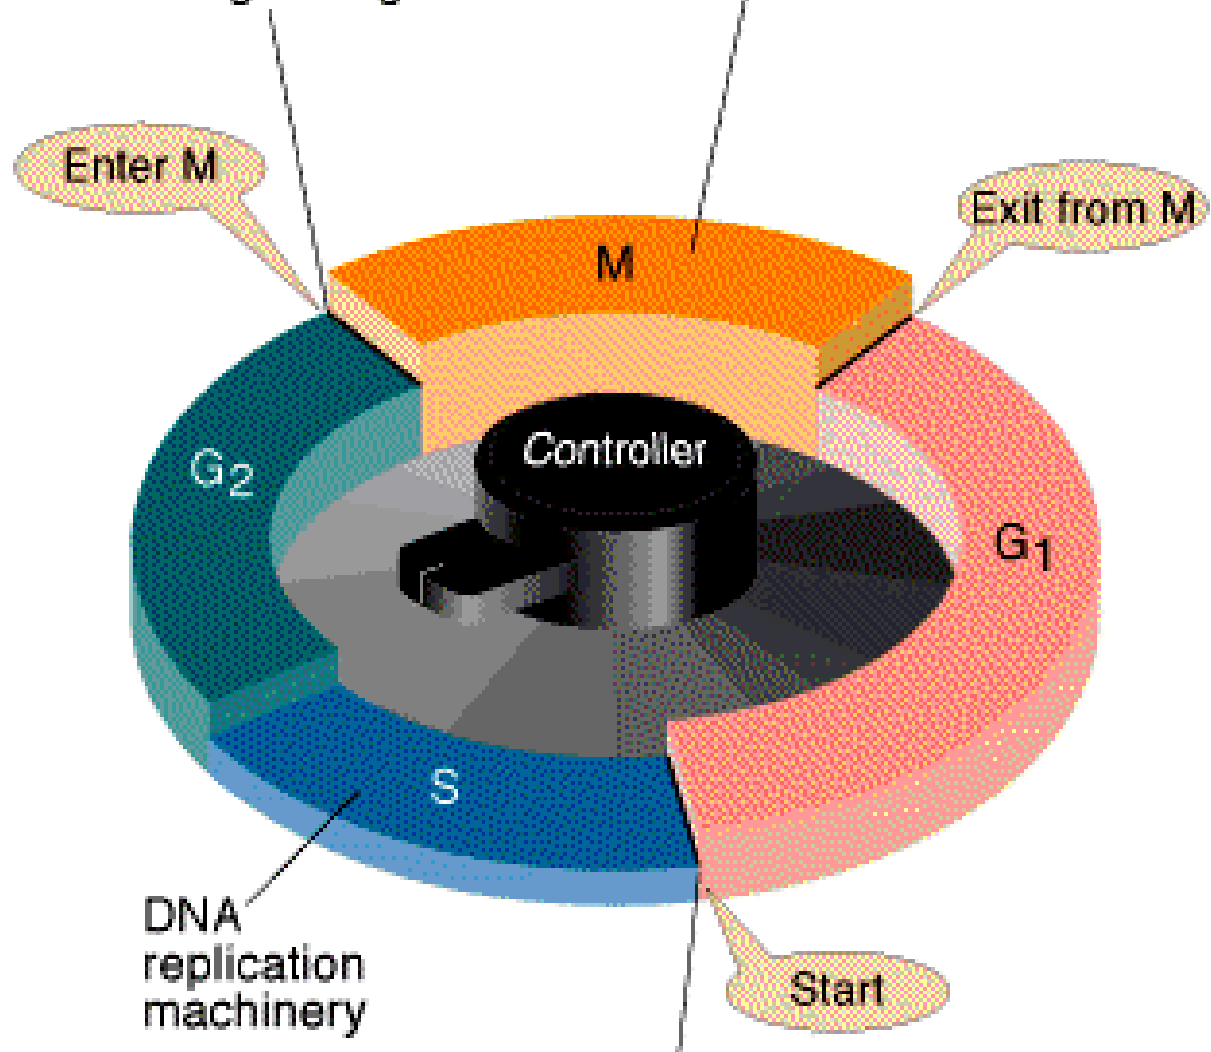 Enter M
Exit from M
M
Controller
G2
G1
S
DNA
replication
machinery
Start